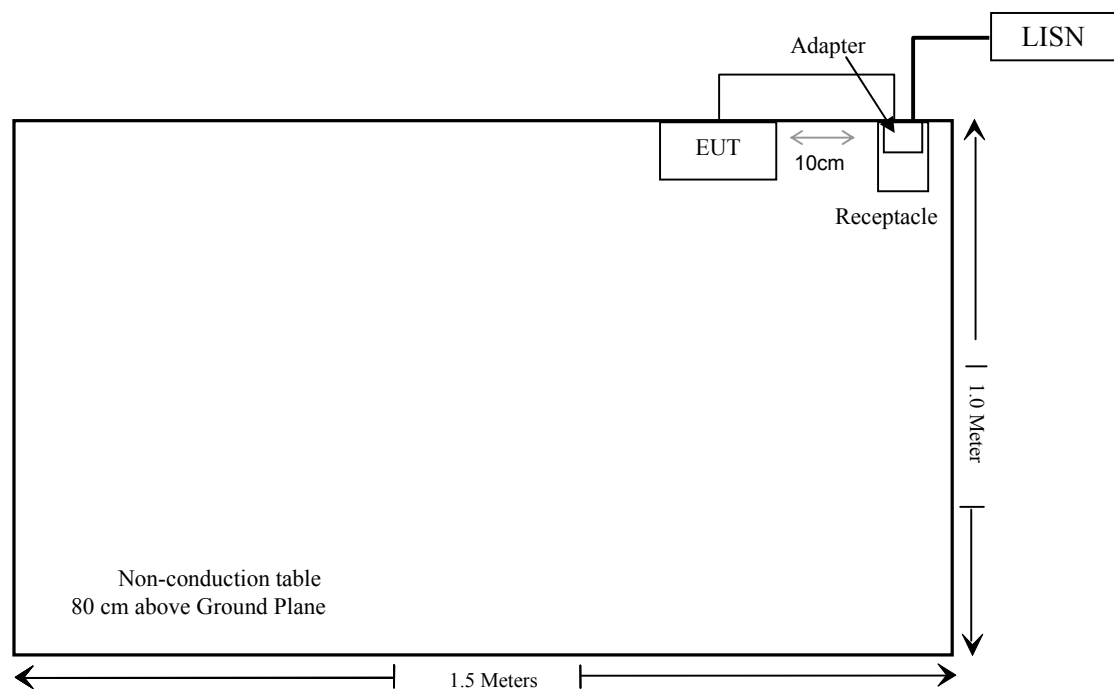 LISN
Adapter
EUT
10cm
Receptacle
1.0 Meter
Non-conduction table
80 cm above Ground Plane
1.5 Meters